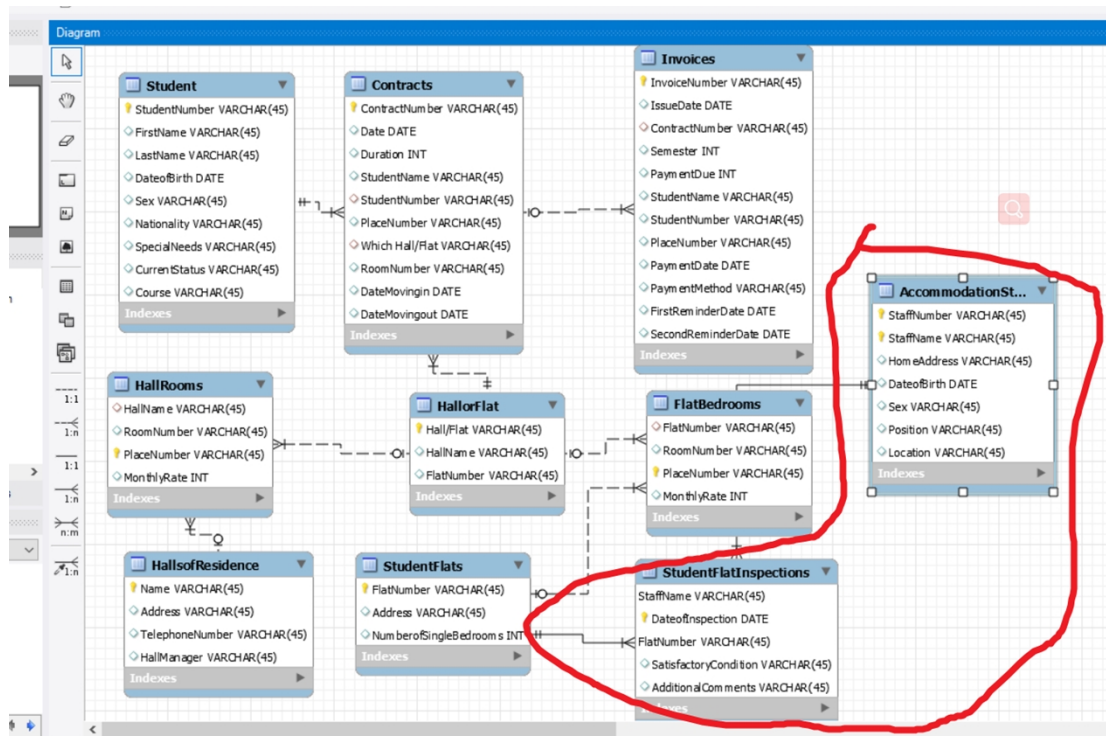 Diagram
Student
StudentNumber VARCHAR(45)
FirstName VARCHAR(45)
LastName VARCHAR(45)
DateofBirth DATE
Sex VARCHAR(45)
Nationality VARCHAR(45)
SpecialNeeds VARCHAR(45)
CurrentStatus VARCHAR(45)
Course VARCHAR(45)
Indexes
Contracts
ContractNumber VARCHAR(45)
Date DATE
Duration INT
StudentName VARCHAR(45)
StudentNumber VARCHAR(45)
PlaceNumber VARCHAR(45)
Which Hall/Flat VARCHAR(45)
RoomNumber VARCHAR(45)
DateMovingin DATE
DateMovingout DATE
Indexes
Invoices
InvoiceNumber VARCHAR(45)
IssueDate DATE
ContractNumber VARCHAR(45)
Semester INT
PaymentDue INT
StudentName VARCHAR(45)
StudentNumber VARCHAR(45)
PlaceNumber VARCHAR(45)
PaymentDate DATE
PaymentMethod VARCHAR(45)
FirstReminderDate DATE
SecondReminderDate DATE
Indexes
AccommodationSt...
StaffNumber VARCHAR(45)
StaffName VARCHAR(45)
HomeAddress VARCHAR(45)
DateofBirth DATE
Sex VARCHAR(45)
Position VARCHAR(45)
Location VARCHAR(45)
Indexes
HallRooms
HallName VARCHAR(45)
RoomNumber VARCHAR(45)
PlaceNumber VARCHAR(45)
MonthlyRate INT
Indexes
HallorFlat
Hall/Flat VARCHAR(45)
HallName VARCHAR(45)
FlatNumber VARCHAR(45)
Indexes
FlatBedrooms
FlatNumber VARCHAR(45)
RoomNumber VARCHAR(45)
PlaceNumber VARCHAR(45)
MonthlyRate INT
Indexes
HallsofResidence
Name VARCHAR(45)
Address VARCHAR(45)
TelephoneNumber VARCHAR(45)
HallManager VARCHAR(45)
Indexes
StudentFlats
FlatNumber VARCHAR(45)
Address VARCHAR(45)
NumberofSingleBedrooms INT
Indexes
StudentFlatInspections
StaffName VARCHAR(45)
DateofInspection DATE
FlatNumber VARCHAR(45)
SatisfactoryCondition VARCHAR(45)
AdditionalComments VARCHAR(45)
Indexes
1:1
1:n
1:1
1:n
n:m
1:n